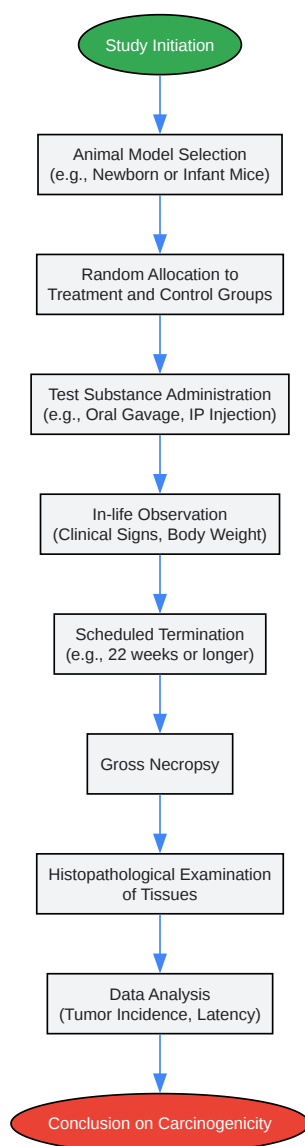 Study Initiation
Animal Model Selection
(e.g., Newborn or Infant Mice)
Random Allocation to
Treatment and Control Groups
Test Substance Administration
(e.g., Oral Gavage, IP Injection)
In-life Observation
(Clinical Signs, Body Weight)
Scheduled Termination
(e.g., 22 weeks or longer)
Gross Necropsy
Histopathological Examination
of Tissues
Data Analysis
(Tumor Incidence, Latency)
Conclusion on Carcinogenicity